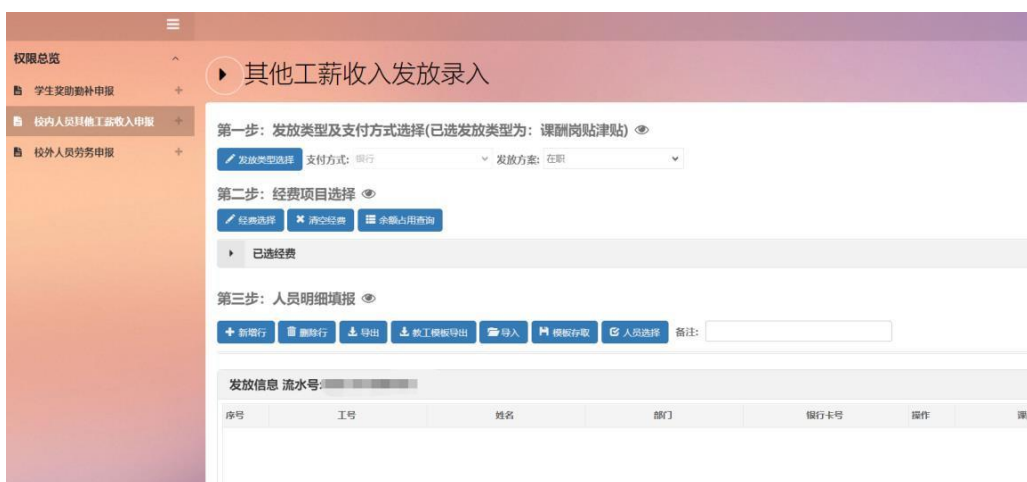 权限总览
学生奖助勤补申报
校内人员其他工薪收入申报
校外人员劳务申报
其他工薪收入发放录入
第一步：发放类型及支付方式选择(已选发放类型为：课酬岗贴津贴)
发放类型选择 支付方式: 银行 发放方案: 在职
第二步：经费项目选择
经费选择 清空经费 余额占用查询
已选经费
第三步：人员明细填报
新增行 删除行 导出 教工模板导出 导入 模板存取 人员选择 备注:
发放信息 流水号:
序号 工号 姓名 部门 银行卡号 操作 课